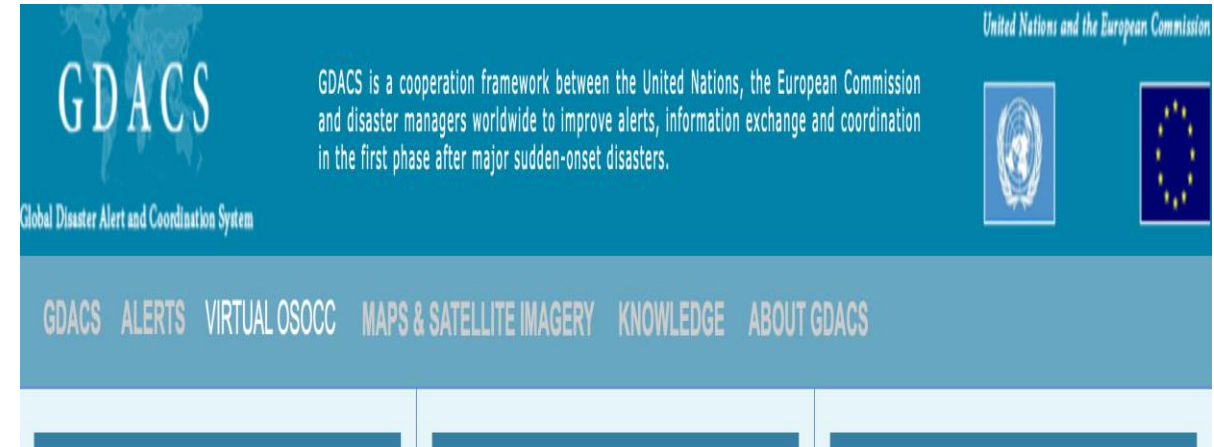 United Nations and the European Commission
GDACS
GDACS is a cooperation framework between the United Nations, the European Commission
and disaster managers worldwide to improve alerts, information exchange and coordination
in the first phase after major sudden-onset disasters.
Global Disaster Alert and Coordination System
GDACS ALERTS VIRTUAL OSOCC MAPS & SATELLITE IMAGERY KNOWLEDGE ABOUT GDACS